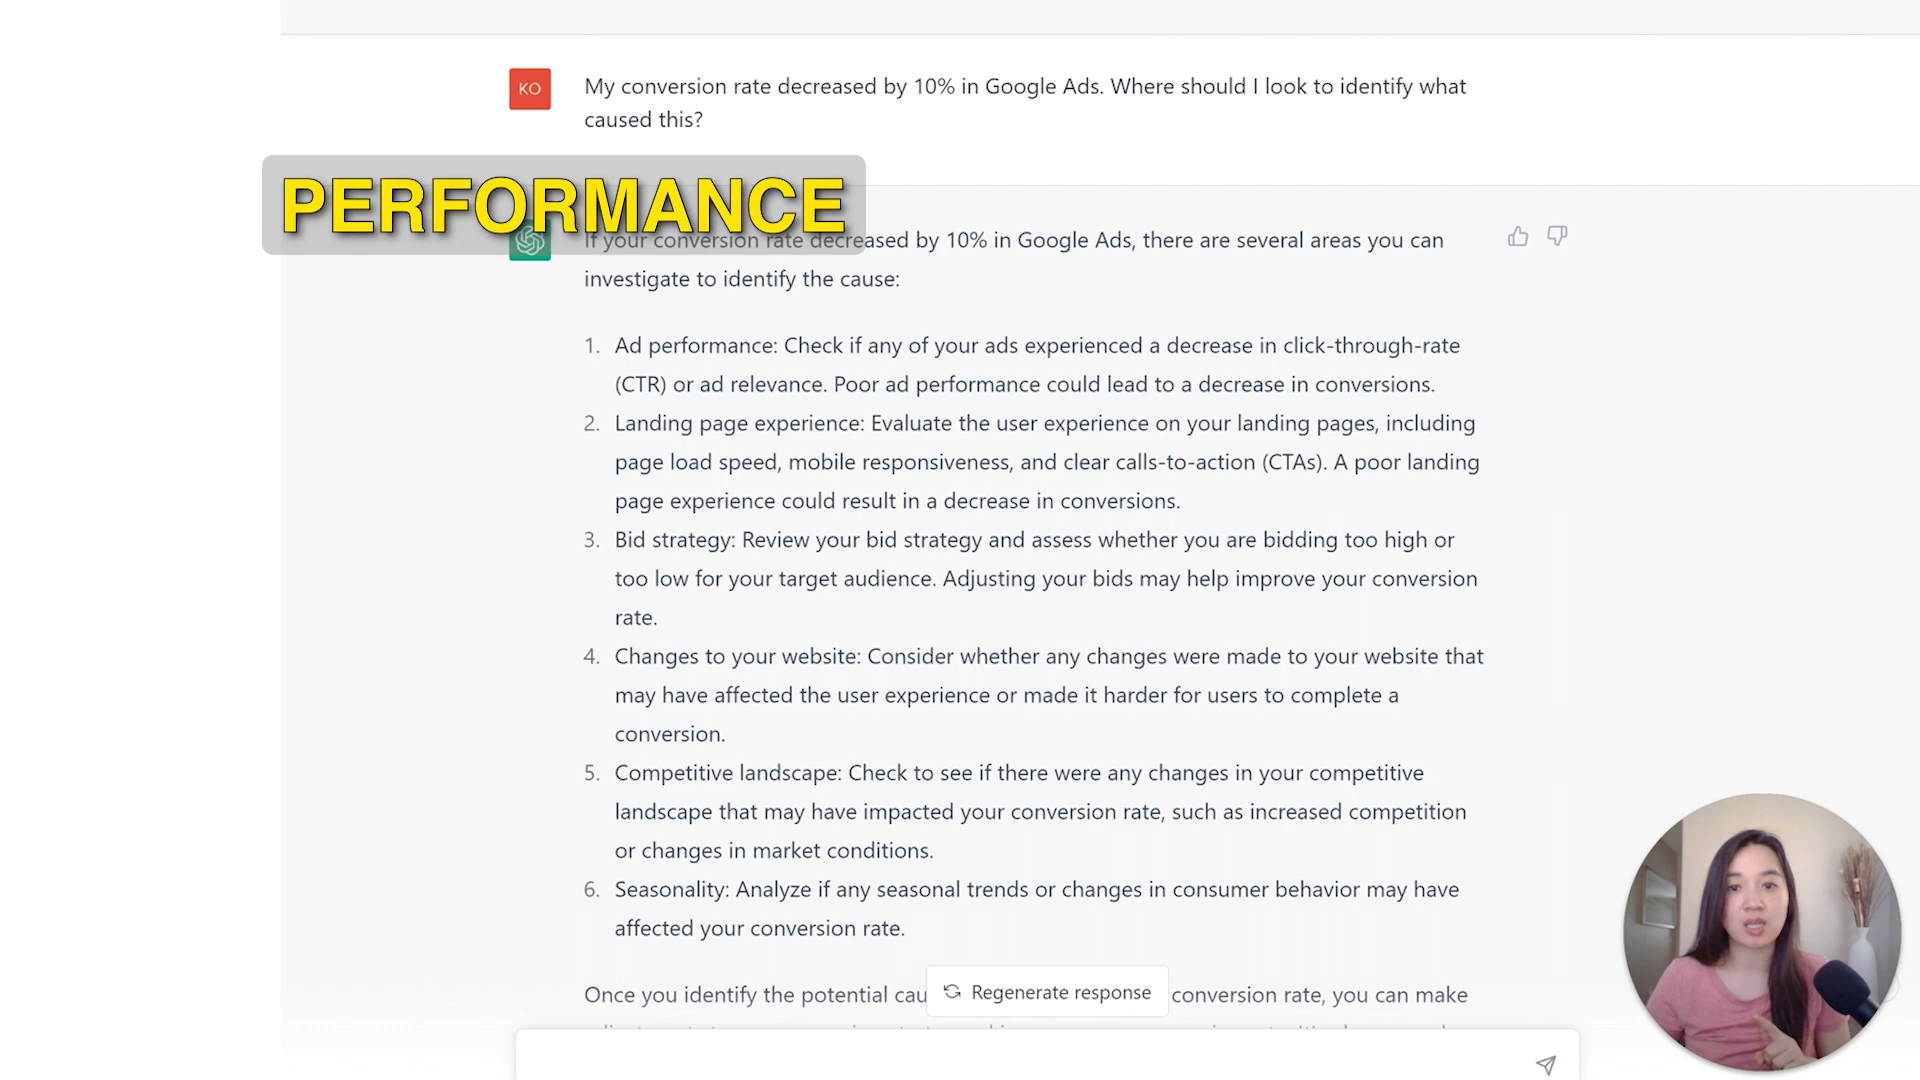 KO
My conversion rate decreased by 10% in Google Ads. Where should I look to identify what
caused this?
PERFORMANCE
If your conversion rate decreased by 10% in Google Ads, there are several areas you can
investigate to identify the cause:
1. Ad performance: Check if any of your ads experienced a decrease in click-through-rate
(CTR) or ad relevance. Poor ad performance could lead to a decrease in conversions.
2. Landing page experience: Evaluate the user experience on your landing pages, including
page load speed, mobile responsiveness, and clear calls-to-action (CTAs). A poor landing
page experience could result in a decrease in conversions.
3. Bid strategy: Review your bid strategy and assess whether you are bidding too high or
too low for your target audience. Adjusting your bids may help improve your conversion
rate.
4. Changes to your website: Consider whether any changes were made to your website that
may have affected the user experience or made it harder for users to complete a
conversion.
5. Competitive landscape: Check to see if there were any changes in your competitive
landscape that may have impacted your conversion rate, such as increased competition
or changes in market conditions.
6. Seasonality: Analyze if any seasonal trends or changes in consumer behavior may have
affected your conversion rate.
Once you identify the potential cau
Regenerate response
conversion rate, you can make